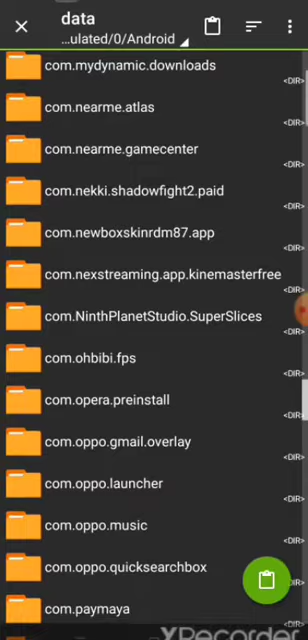 data
...ulated/0/Android
com.mydynamic.downloads
<DIR>
com.nearme.atlas
<DIR>
com.nearme.gamecenter
<DIR>
com.nekki.shadowfight2.paid
<DIR>
com.newboxskinrdm87.app
<DIR>
com.nexstreaming.app.kinemasterfree
<DIR>
com.NinthPlanetStudio.SuperSlices
<DIR>
com.ohbibi.fps
<DIR>
com.opera.preinstall
<DIR>
com.oppo.gmail.overlay
<DIR>
com.oppo.launcher
<DIR>
com.oppo.music
<DIR>
com.oppo.quicksearchbox
DIR>
com.paymaya
<DIR>
XRecorder